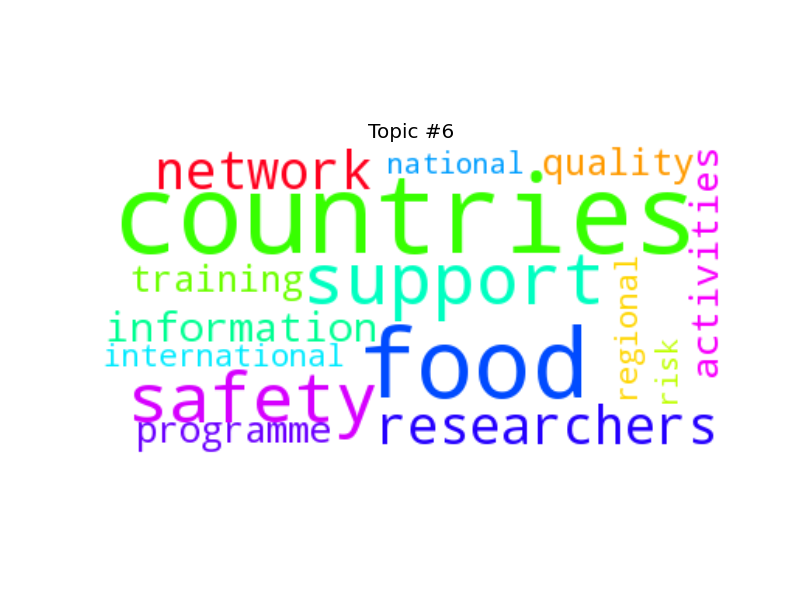 Topic #6
network national quality
countries
activities
training support
regional
information
international food
risk
safety
programme researchers